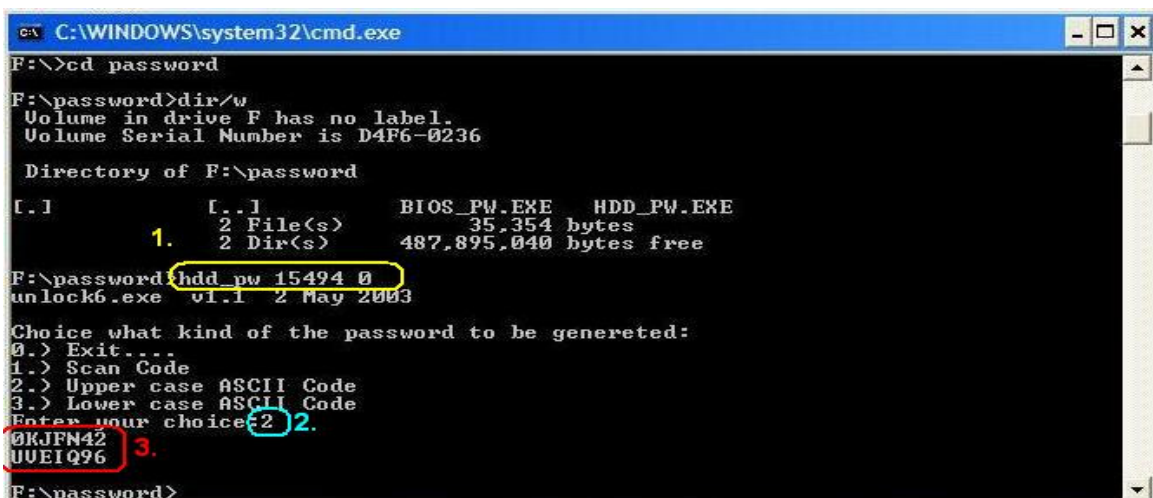 C:\WINDOWS\system32\cmd.exe
F:\>cd password
F:\password>dir/w
Volume in drive F has no label.
Volume Serial Number is D4F6-0236
Directory of F:\password
[.] [..] BIOS_PW.EXE HDD_PW.EXE
2 File(s) 35,354 bytes
1. 2 Dir(s) 487,895,040 bytes free
F:\password>hdd_pw 15494 0
unlock6.exe v1.1 2 May 2003
Choice what kind of the password to be genereted:
0.> Exit....
1.> Scan Code
2.> Upper case ASCII Code
3.> Lower case ASCII Code
Enter your choice:2 2.
0KJFN42
UVEIQ96 3.
F:\password>